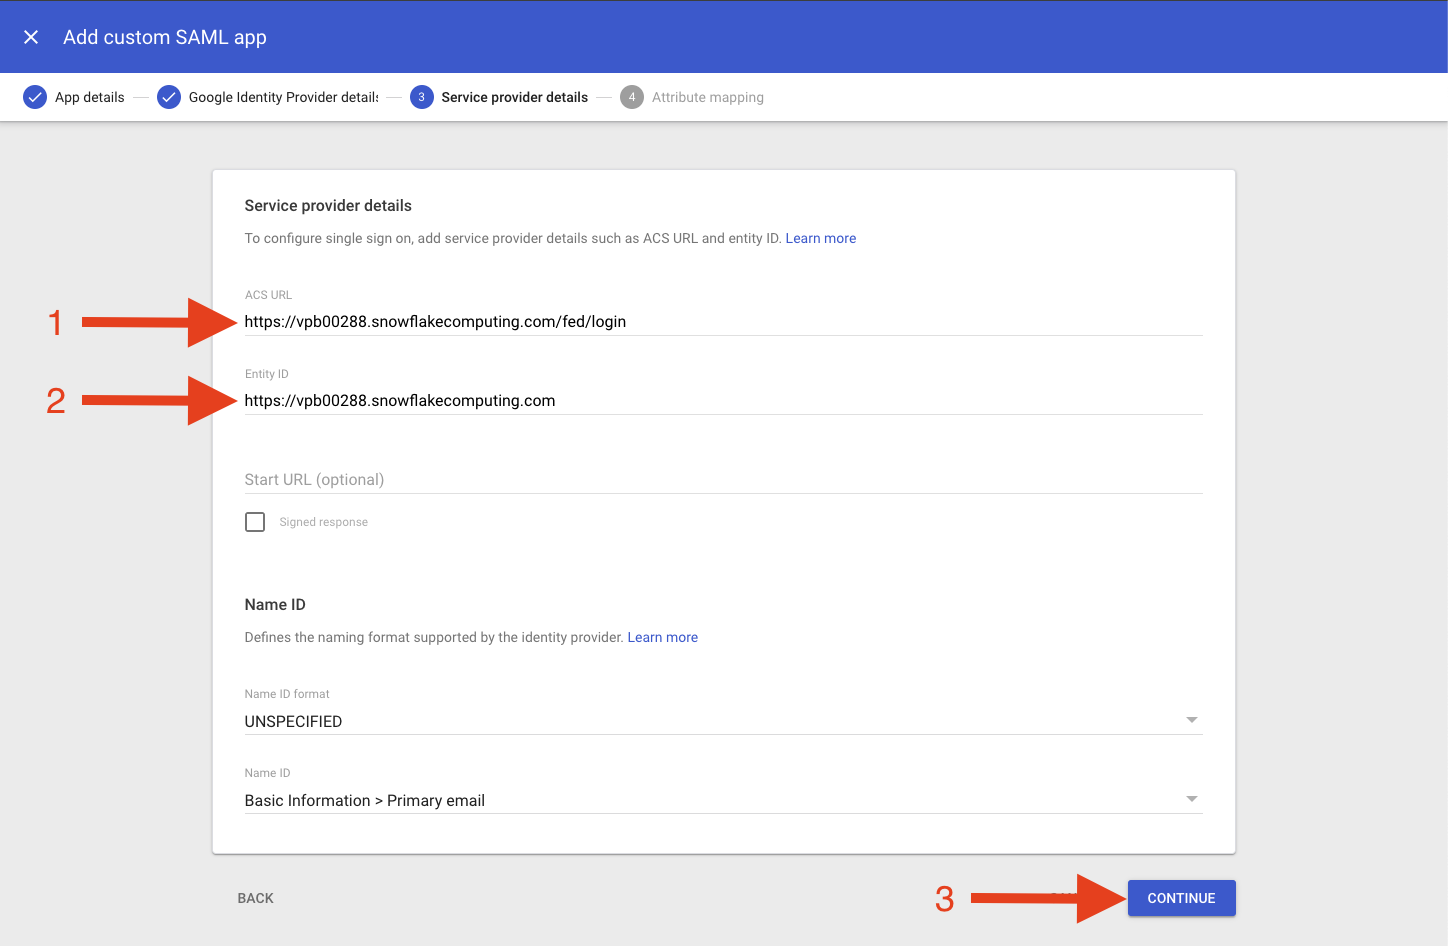 Add custom SAML app
App details
Google Identity Provider details
3 Service provider details
4 Attribute mapping
Service provider details
To configure single sign on, add service provider details such as ACS URL and entity ID. Learn more
ACS URL
1 https://vpb00288.snowflakecomputing.com/fed/login
Entity ID
2 https://vpb00288.snowflakecomputing.com
Start URL (optional)
Signed response
Name ID
Defines the naming format supported by the identity provider. Learn more
Name ID format
UNSPECIFIED
Name ID
Basic Information > Primary email
BACK
3 CONTINUE